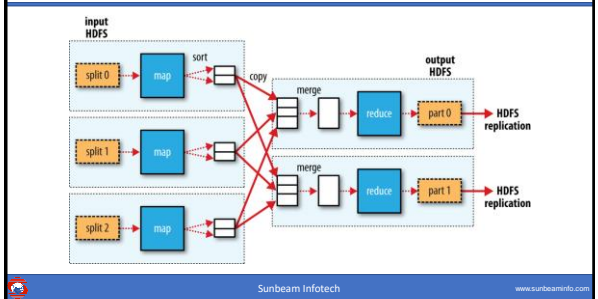 input
HDFS
split 0
map
sort
copy
split 1
map
split 2
map
output
HDFS
merge
reduce
part 0
HDFS
replication
merge
reduce
part 1
HDFS
replication
Sunbeam Infotech
www.sunbeaminfo.com